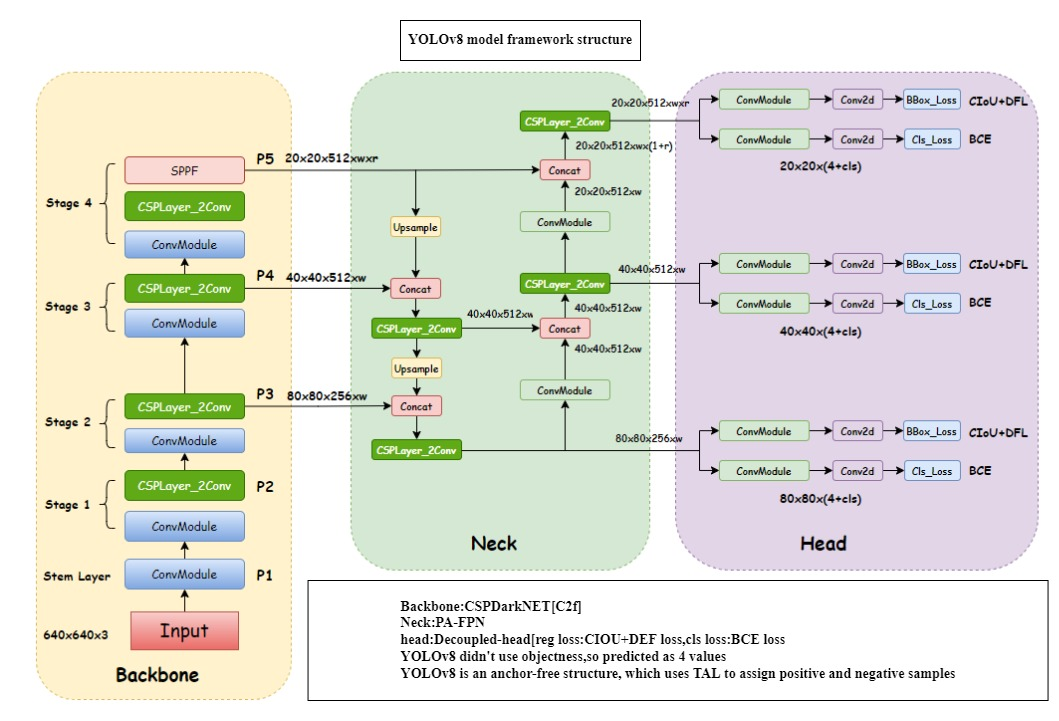 YOLOv8 model framework structure
Stage 4
SPPF
P5
20x20x512xwxr
CSPLayer_2Conv
ConvModule
Stage 3
CSPLayer_2Conv
P4
40x40x512xw
ConvModule
Stage 2
CSPLayer_2Conv
P3
80x80x256xw
ConvModule
Stage 1
CSPLayer_2Conv
P2
ConvModule
Stem Layer
ConvModule
P1
640x640x3
Input
Backbone
Upsample
Concat
CSPLayer_2Conv
40x40x512xw
Upsample
Concat
CSPLayer_2Conv
CSPLayer_2Conv
20x20x512xwxr
20x20x512xwx(1+r)
Concat
20x20x512xw
ConvModule
CSPLayer_2Conv
40x40x512xw
40x40x512xw
Concat
40x40x512xw
ConvModule
80x80x256xw
Neck
ConvModule
Conv2d
BBox_Loss
CIoU+DFL
ConvModule
Conv2d
Cls_Loss
BCE
20x20x(4+cls)
ConvModule
Conv2d
BBox_Loss
CIoU+DFL
ConvModule
Conv2d
Cls_Loss
BCE
40x40x(4+cls)
ConvModule
Conv2d
BBox_Loss
CIoU+DFL
ConvModule
Conv2d
Cls_Loss
BCE
80x80x(4+cls)
Head
Backbone:CSPDarkNET[C2f]
Neck:PA-FPN
head:Decoupled-head[reg loss:CIOU+DEF loss,cls loss:BCE loss
YOLOv8 didn't use objectness,so predicted as 4 values
YOLOv8 is an anchor-free structure, which uses TAL to assign positive and negative samples